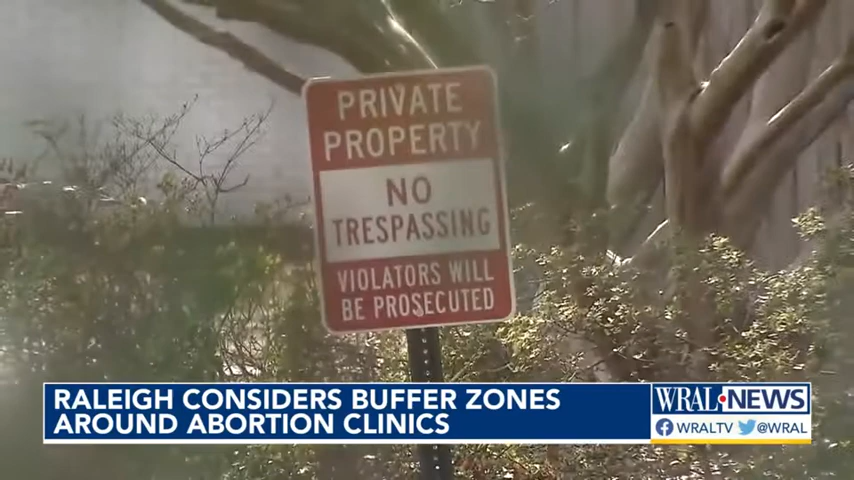 PRIVATE
PROPERTY
NO
TRESPASSING
VIOLATORS WILL
BE PROSECUTED
RALEIGH CONSIDERS BUFFER ZONES
AROUND ABORTION CLINICS
WRAL NEWS
WRALTV @WRAL